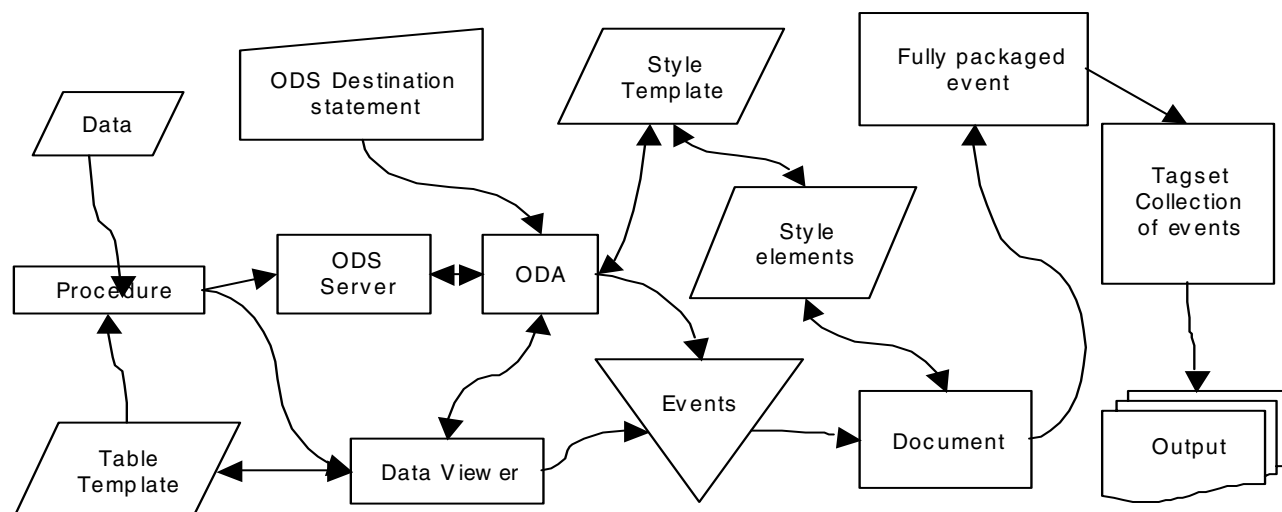 Data
ODS Destination
statement
Style
Template
Fully packaged
event
Tagset
Collection
of events
Style
elements
Procedure
ODS
Server
ODA
Events
Table
Template
Data Viewer
Document
Output